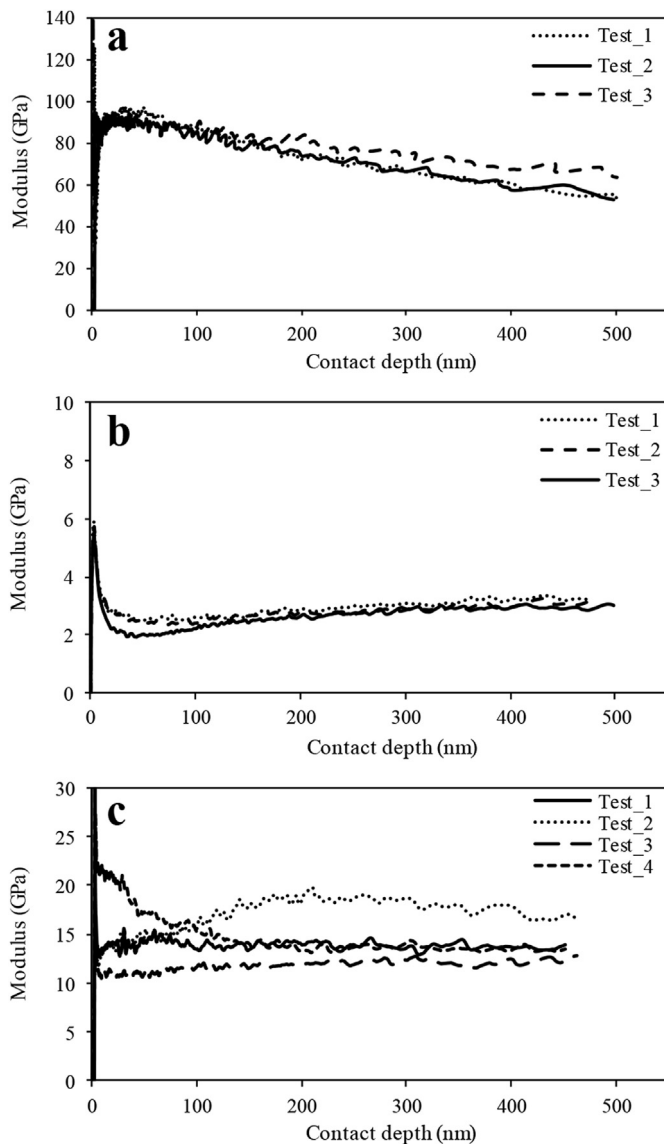 a
Test_1
Test_2
Test_3
140
120
100
80
60
40
20
0
Modulus (GPa)
0 100 200 300 400 500
Contact depth (nm)
b
Test_1
Test_2
Test_3
10
8
6
4
2
0
Modulus (GPa)
0 100 200 300 400 500
Contact depth (nm)
c
Test_1
Test_2
Test_3
Test_4
30
25
20
15
10
5
0
Modulus (GPa)
0 100 200 300 400 500
Contact depth (nm)